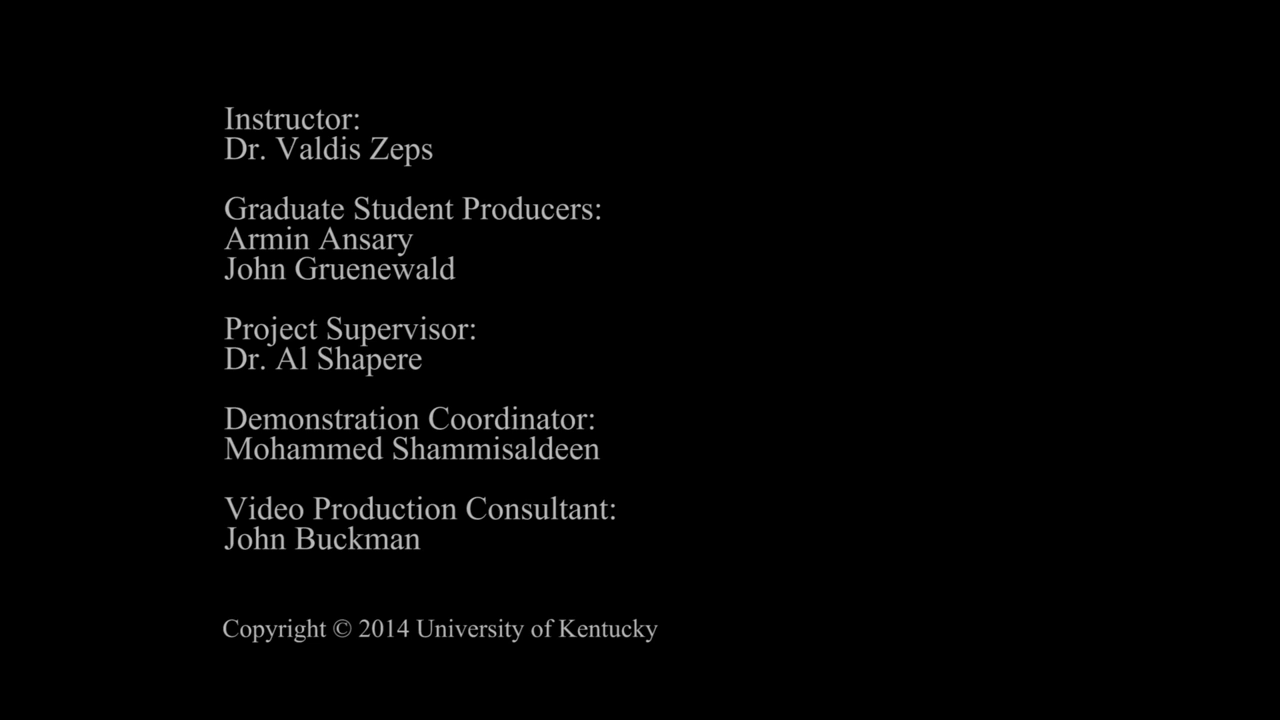 Instructor:
Dr. Valdis Zeps
Graduate Student Producers:
Armin Ansary
John Gruenewald
Project Supervisor:
Dr. Al Shapere
Demonstration Coordinator:
Mohammed Shammisaldeen
Video Production Consultant:
John Buckman
Copyright © 2014 University of Kentucky